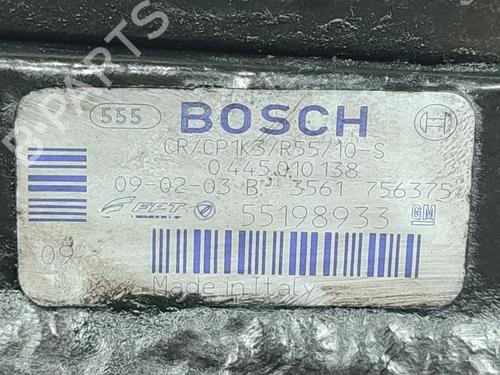 555 BOSCH
CR/CP1K3/R55/10-S
0 445 010 138
09-02-03 B 3561 756375
55198933 GM
09
Made in Italy
B-PARTS